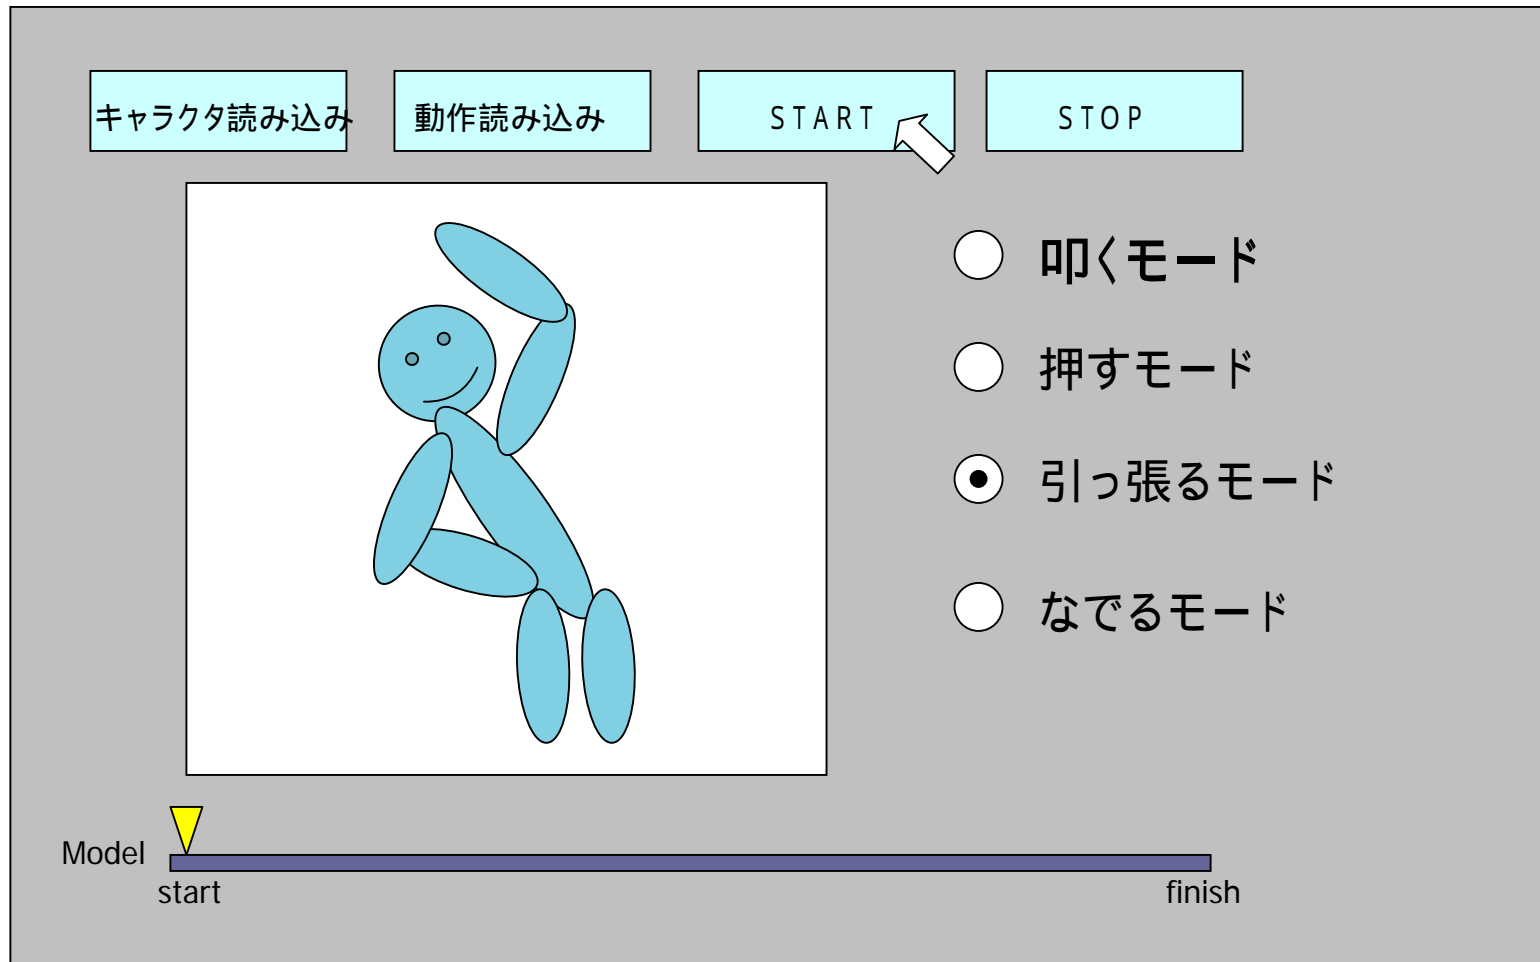 キャラクタ読み込み
動作読み込み
START
STOP
叩くモード
押すモード
引っ張るモード
なでるモード
Model
start
finish